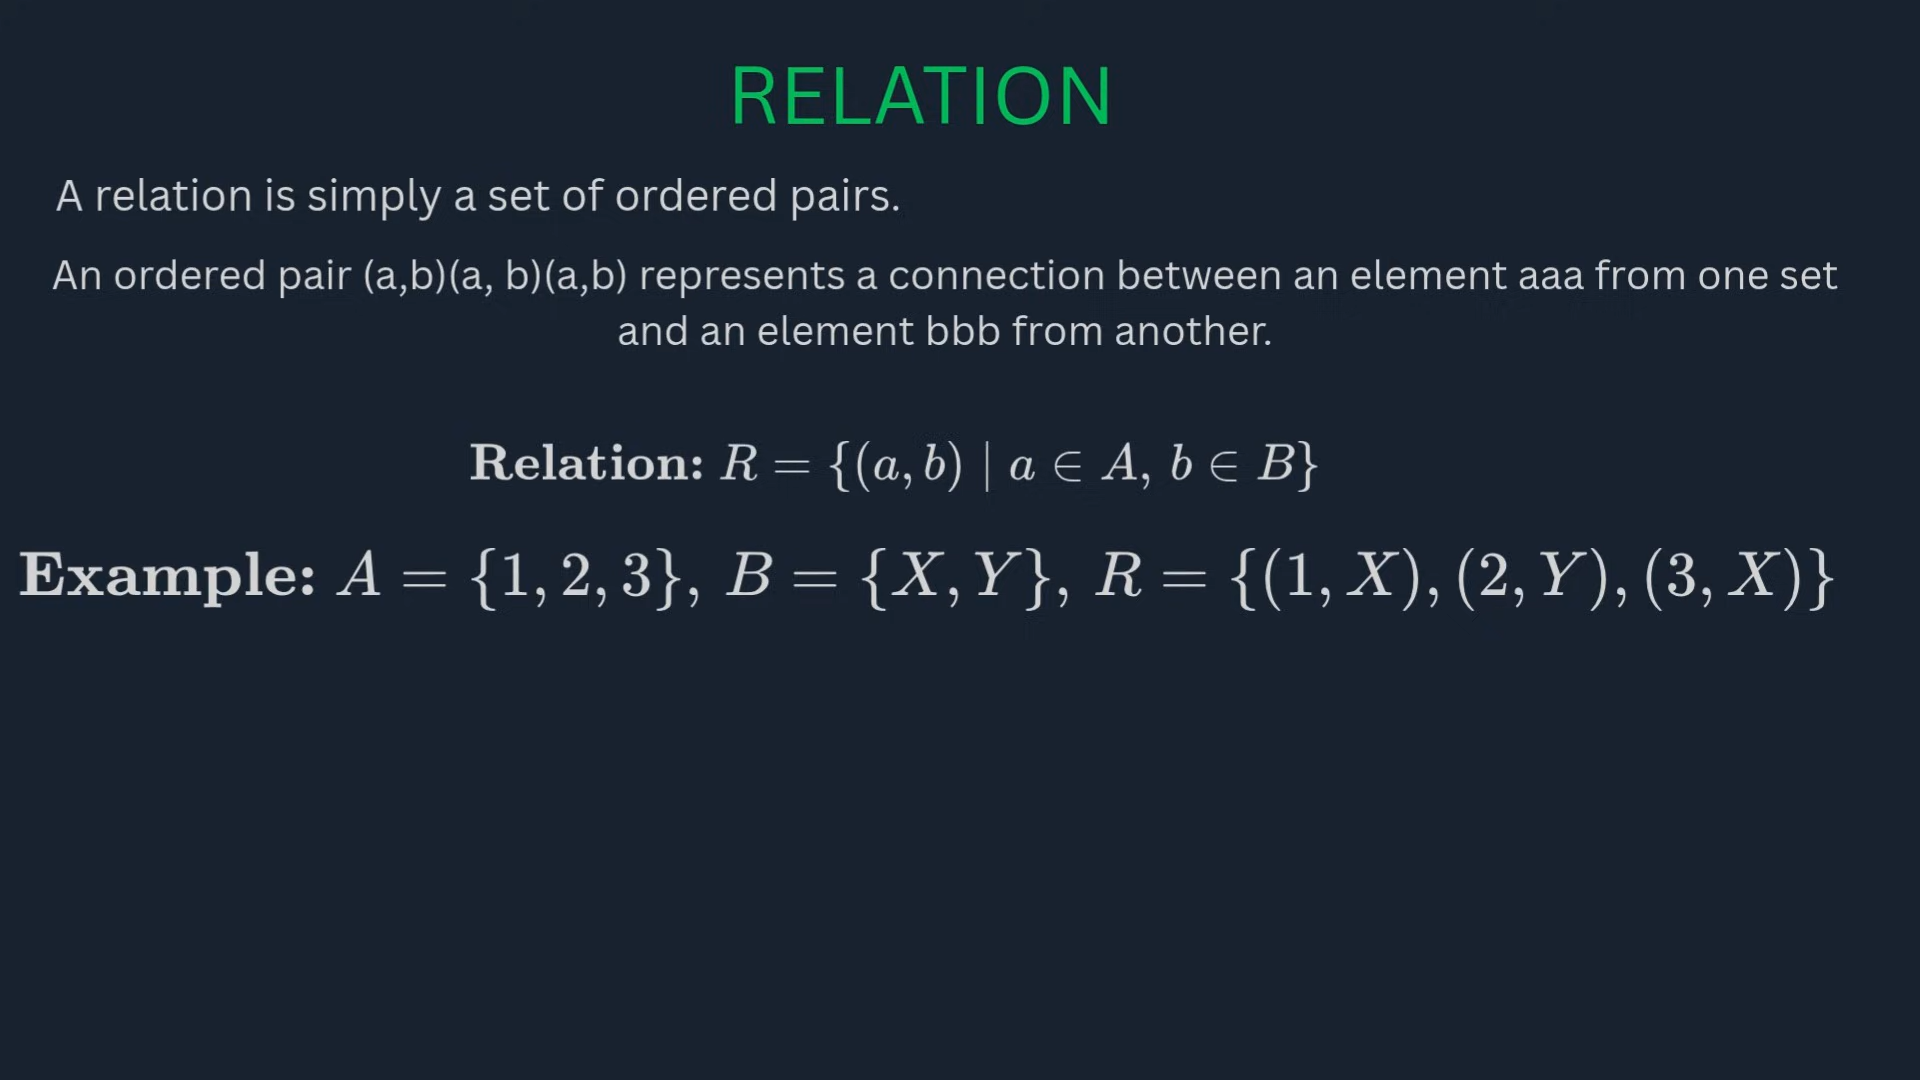 RELATION
A relation is simply a set of ordered pairs.
An ordered pair (a,b)(a, b)(a,b) represents a connection between an element aaa from one set
and an element bbb from another.
Relation: R = {(a, b) | a ∈ A, b ∈ B}
Example: A = {1, 2, 3}, B = {X, Y}, R = {(1, X), (2, Y), (3, X)}